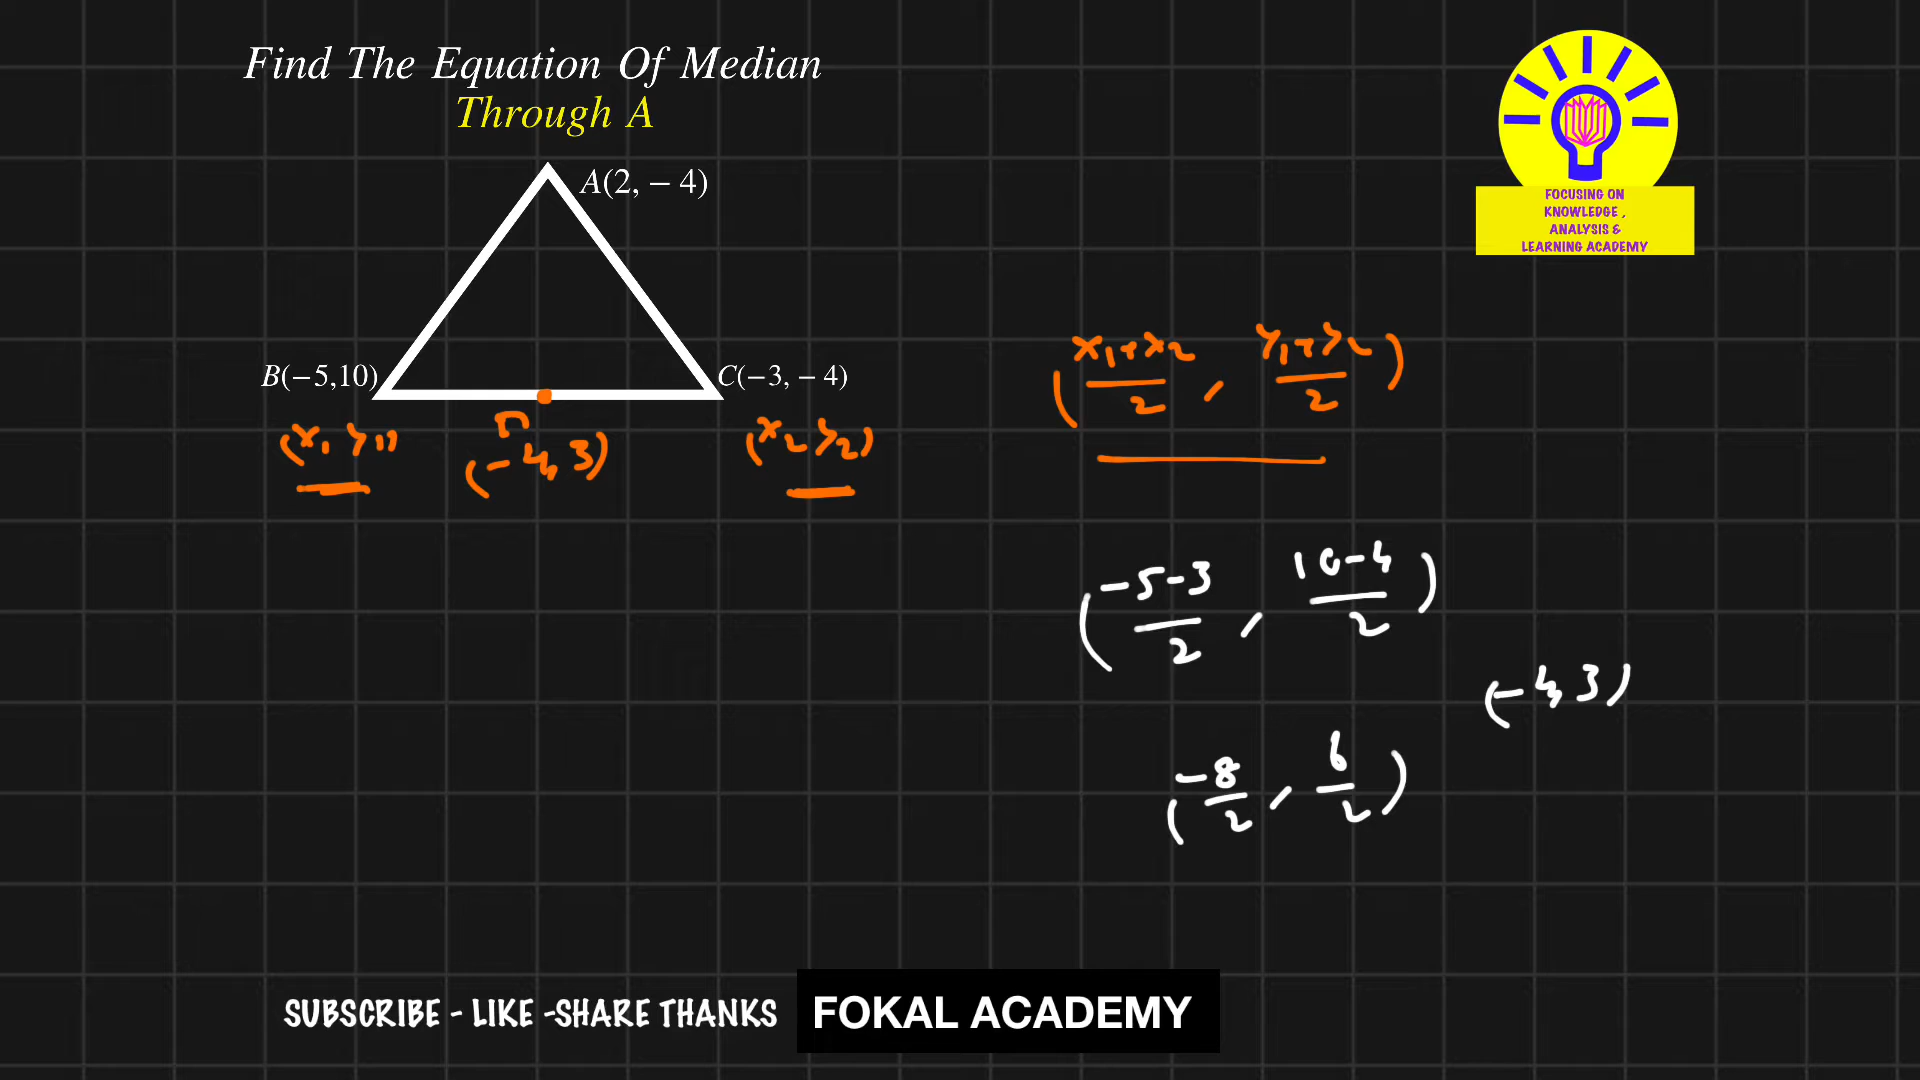 Find The Equation Of Median
Through A
A(2, − 4)
B(−5,10)
C(−3, − 4)
(x₁ y₁)
(-4, 3)
(x₂ y₂)
(x₁+x₂/2 , y₁+y₂/2)
(-5-3/2 , 10-4/2)
(-4, 3)
(-8/2 , 6/2)
FOCUSING ON
KNOWLEDGE ,
ANALYSIS &
LEARNING ACADEMY
SUBSCRIBE - LIKE -SHARE THANKS
FOKAL ACADEMY